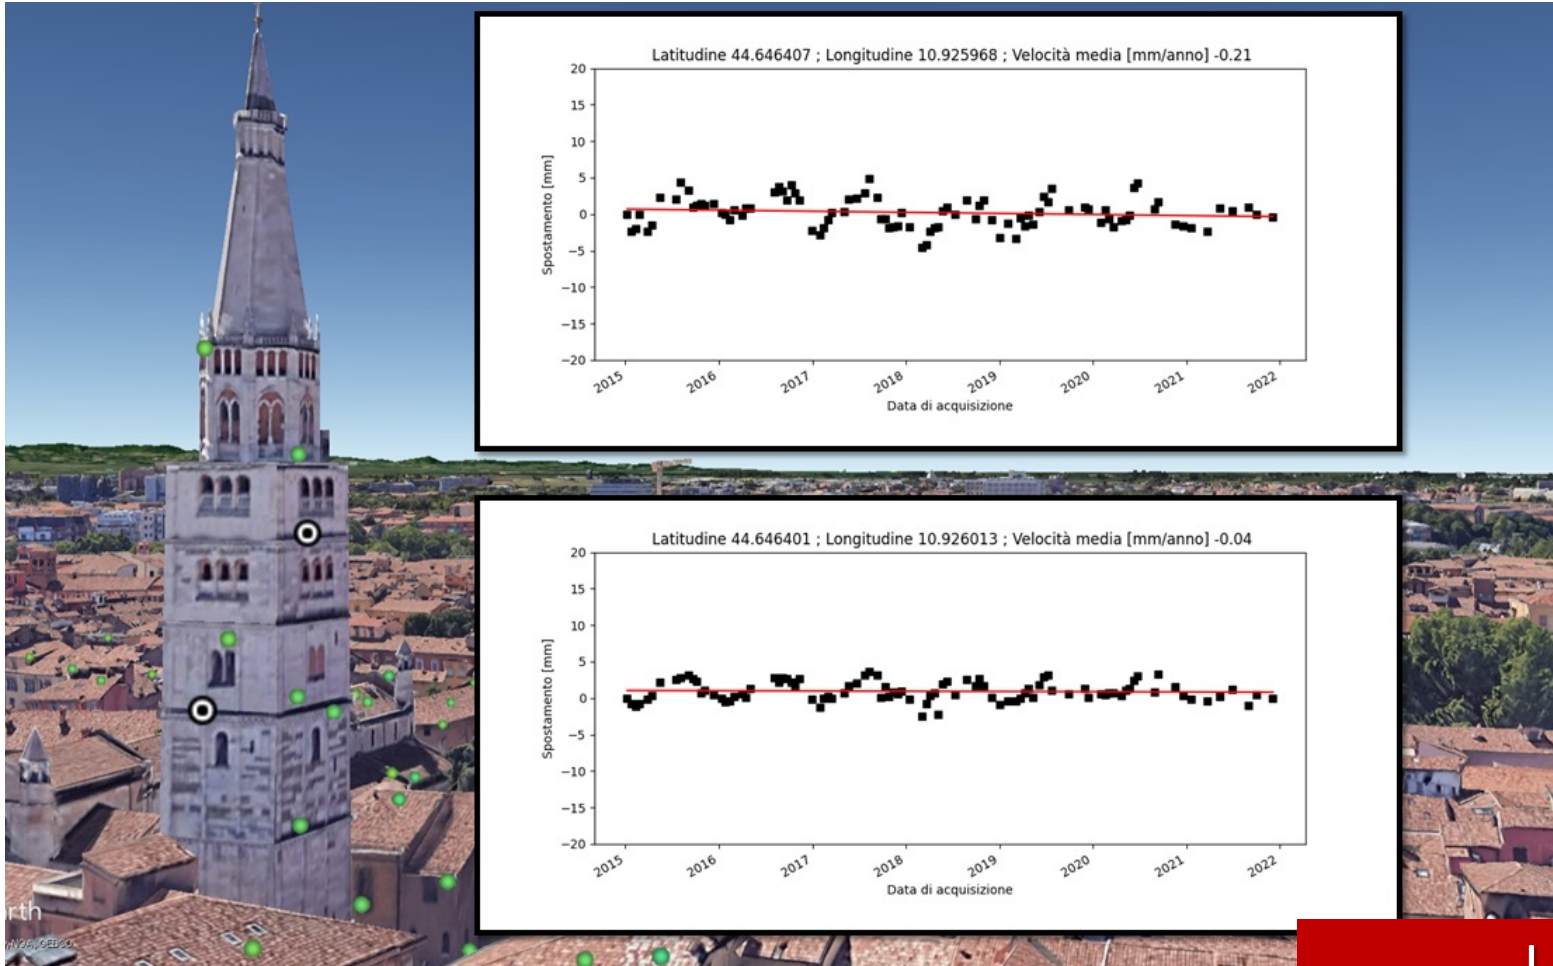 Latitudine 44.646407 ; Longitudine 10.925968 ; Velocità media [mm/anno] -0.21
20
15
10
5
0
−5
−10
−15
−20
Spostamento [mm]
2015 2016 2017 2018 2019 2020 2021 2022
Data di acquisizione
Latitudine 44.646401 ; Longitudine 10.926013 ; Velocità media [mm/anno] -0.04
20
15
10
5
0
−5
−10
−15
−20
Spostamento [mm]
2015 2016 2017 2018 2019 2020 2021 2022
Data di acquisizione
rth
NOA, GEBCO